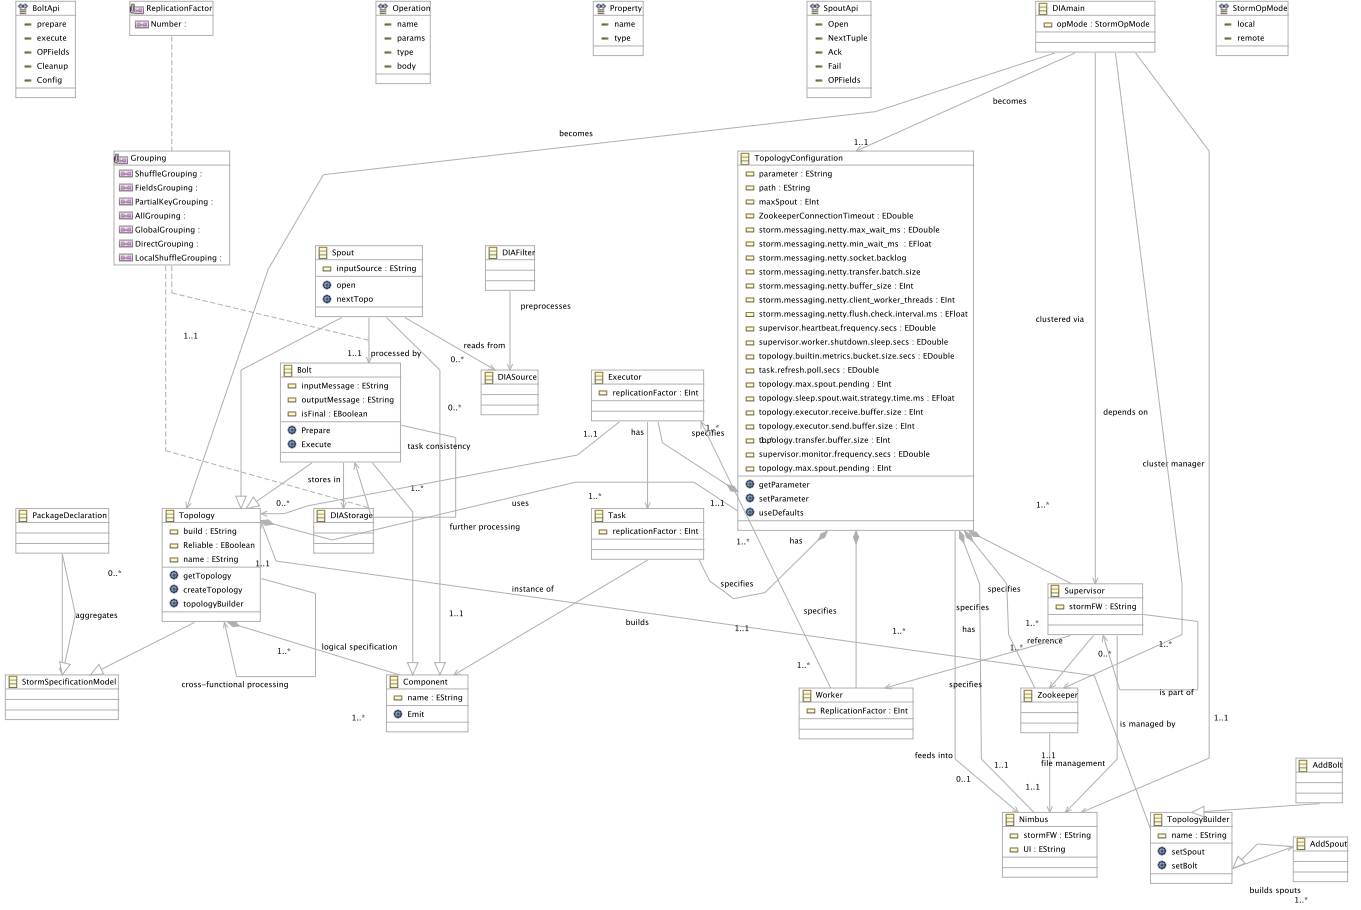 BoltApi
prepare
execute
OPFields
Cleanup
Config
ReplicationFactor
Number :
Operation
name
params
type
body
Property
name
type
SpoutApi
Open
NextTuple
Ack
Fail
OPFields
DIAmain
opMode : StormOpMode
StormOpMode
local
remote
becomes
becomes
1..1
Grouping
ShuffleGrouping :
FieldsGrouping :
PartialKeyGrouping :
AllGrouping :
GlobalGrouping :
DirectGrouping :
LocalShuffleGrouping :
TopologyConfiguration
parameter : EString
path : EString
maxSpout : EInt
ZookeeperConnectionTimeout : EDouble
storm.messaging.netty.max_wait_ms : EDouble
storm.messaging.netty.min_wait_ms : EFloat
storm.messaging.netty.socket.backlog
storm.messaging.netty.transfer.batch.size
storm.messaging.netty.buffer_size : EInt
storm.messaging.netty.client_worker_threads : EInt
storm.messaging.netty.flush.check.interval.ms : EFloat
supervisor.heartbeat.frequency.secs : EDouble
supervisor.worker.shutdown.sleep.secs : EDouble
topology.builtin.metrics.bucket.size.secs : EDouble
task.refresh.poll.secs : EDouble
topology.max.spout.pending : EInt
topology.sleep.spout.wait.strategy.time.ms : EFloat
topology.executor.receive.buffer.size : EInt
topology.executor.send.buffer.size : EInt
topology.transfer.buffer.size : EInt
supervisor.monitor.frequency.secs : EDouble
topology.max.spout.pending : EInt
getParameter
setParameter
useDefaults
Spout
inputSource : EString
open
nextTopo
DIAFilter
preprocesses
clustered via
1..1
1..1
processed by
reads from
0..*
Bolt
inputMessage : EString
outputMessage : EString
isFinal : EBoolean
Prepare
Execute
DIASource
0..*
Executor
replicationFactor : EInt
depends on
1..1
has
specifies
1..*
1..*
task consistency
cluster manager
stores in
1..*
0..*
uses
1..*
1..1
1..*
PackageDeclaration
Topology
build : EString
Reliable : EBoolean
name : EString
getTopology
createTopology
topologyBuilder
DIAStorage
further processing
Task
replicationFactor : EInt
has
1..*
1..1
0..*
instance of
specifies
specifies
Supervisor
stormFW : EString
aggregates
1..1
builds
1..1
specifies
specifies
has
1..*
1..*
reference
1..*
0..*
1..*
logical specification
1..*
1..*
StormSpecificationModel
cross-functional processing
Component
name : EString
Emit
specifies
Worker
ReplicationFactor : EInt
Zookeeper
is part of
1..*
is managed by
1..1
feeds into
1..1
file management
1..1
0..1
1..1
AddBolt
Nimbus
stormFW : EString
UI : EString
TopologyBuilder
name : EString
setSpout
setBolt
AddSpout
builds spouts
1..*